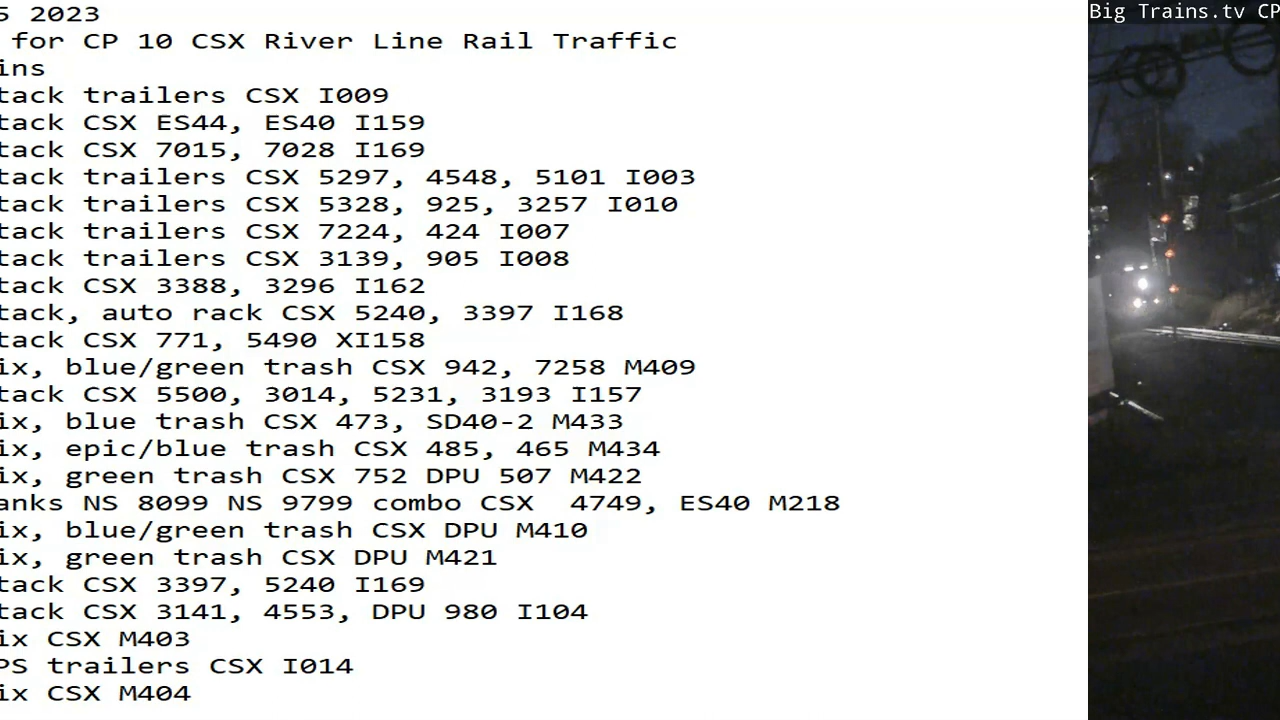 5 2023
for CP 10 CSX River Line Rail Traffic
ins
tack trailers CSX I009
tack CSX ES44, ES40 I159
tack CSX 7015, 7028 I169
tack trailers CSX 5297, 4548, 5101 I003
tack trailers CSX 5328, 925, 3257 I010
tack trailers CSX 7224, 424 I007
tack trailers CSX 3139, 905 I008
tack CSX 3388, 3296 I162
tack, auto rack CSX 5240, 3397 I168
tack CSX 771, 5490 XI158
ix, blue/green trash CSX 942, 7258 M409
tack CSX 5500, 3014, 5231, 3193 I157
ix, blue trash CSX 473, SD40-2 M433
ix, epic/blue trash CSX 485, 465 M434
ix, green trash CSX 752 DPU 507 M422
anks NS 8099 NS 9799 combo CSX  4749, ES40 M218
ix, blue/green trash CSX DPU M410
ix, green trash CSX DPU M421
tack CSX 3397, 5240 I169
tack CSX 3141, 4553, DPU 980 I104
ix CSX M403
PS trailers CSX I014
ix CSX M404
Big Trains.tv CP